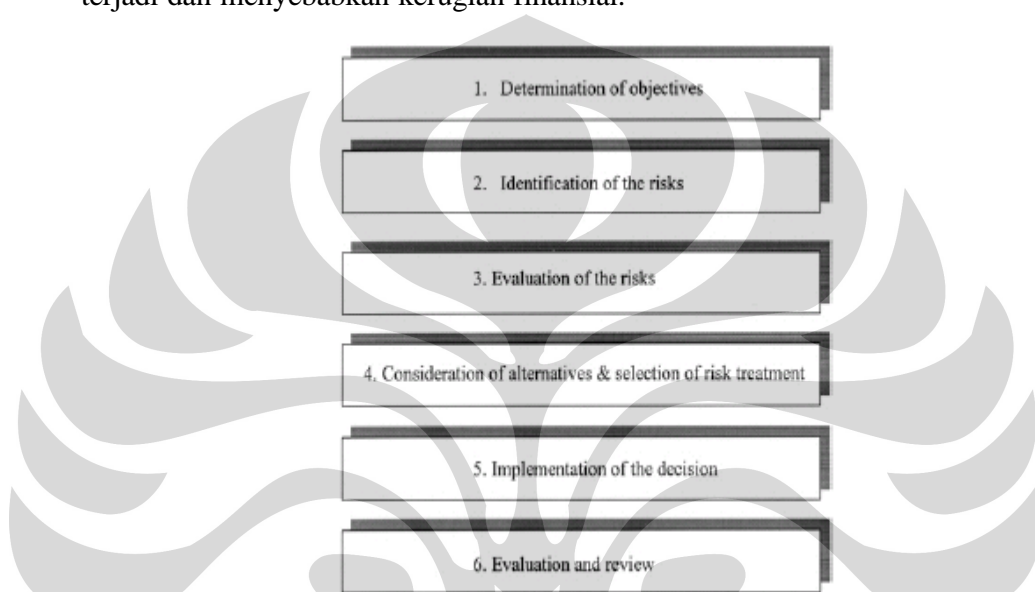 terjadi dan menyebabkan kerugian finansial.
1. Determination of objectives
2. Identification of the risks
3. Evaluation of the risks
4. Consideration of alternatives & selection of risk treatment
5. Implementation of the decision
6. Evaluation and review